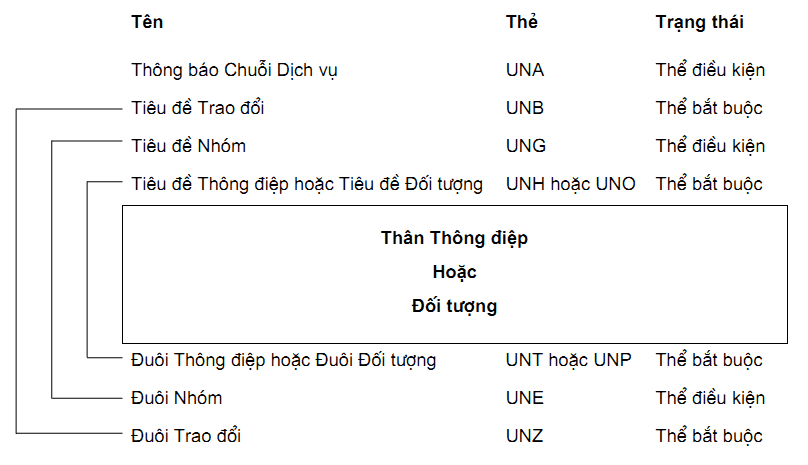 Tên Thẻ Trạng thái
Thông báo Chuỗi Dịch vụ UNA Thể điều kiện
Tiêu đề Trao đổi UNB Thể bắt buộc
Tiêu đề Nhóm UNG Thể điều kiện
Tiêu đề Thông điệp hoặc Tiêu đề Đối tượng UNH hoặc UNO Thể bắt buộc
Thân Thông điệp
Hoặc
Đối tượng
Đuôi Thông điệp hoặc Đuôi Đối tượng UNT hoặc UNP Thể bắt buộc
Đuôi Nhóm UNE Thể điều kiện
Đuôi Trao đổi UNZ Thể bắt buộc